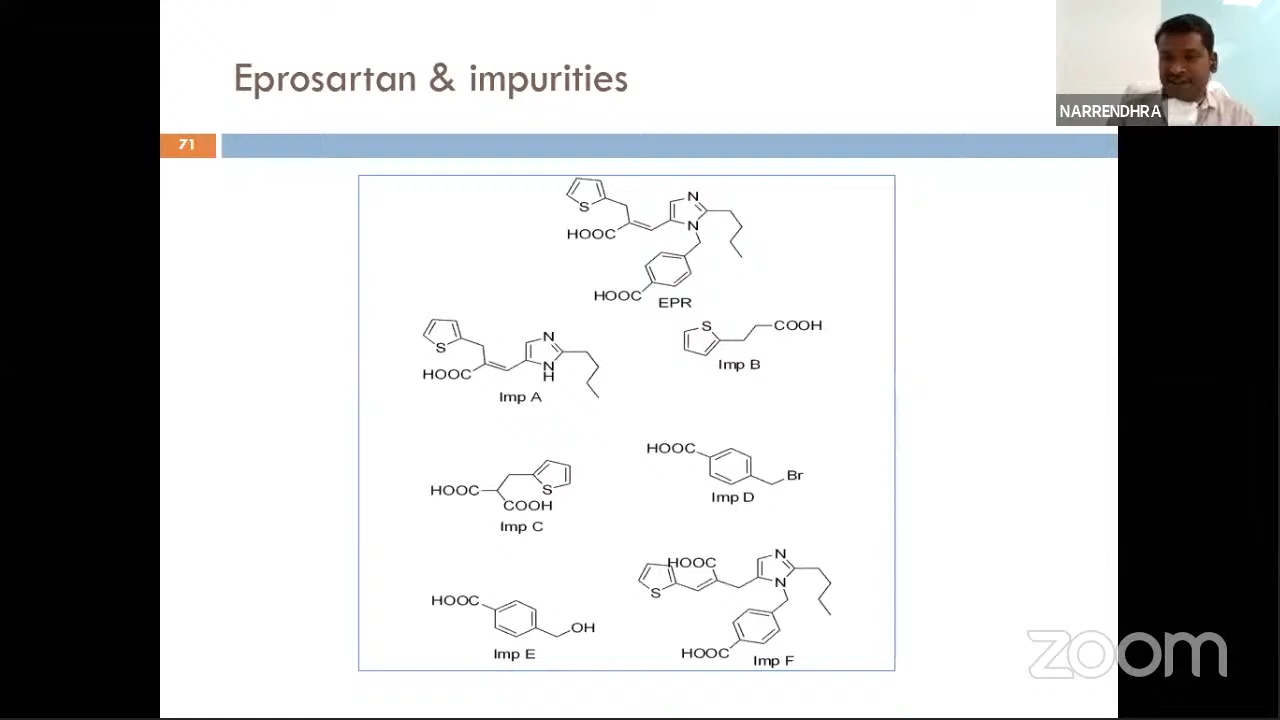 Eprosartan & impurities
NARRENDHRA
71
N
S
N
HOOC
HOOC
EPR
S
COOH
Imp B
N
S
HOOC
N
H
Imp A
HOOC
Br
Imp D
HOOC
S
COOH
Imp C
HOOC
N
S
N
HOOC
Imp F
HOOC
OH
Imp E
zoom